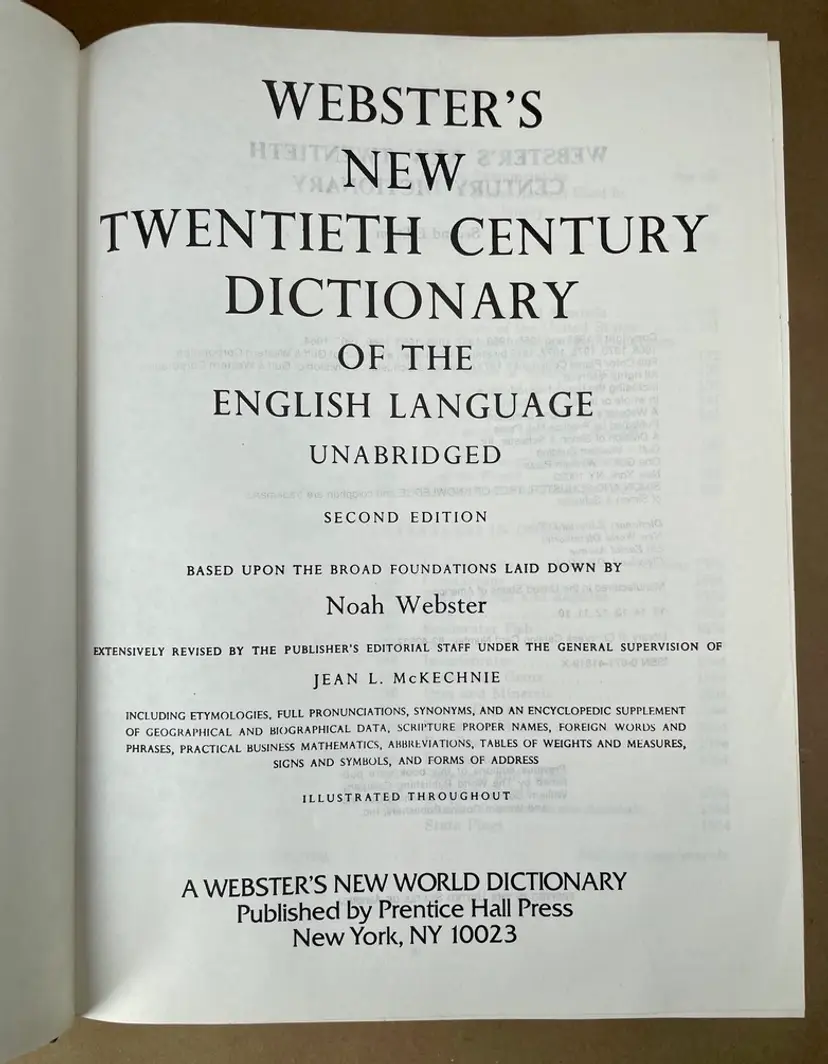 WEBSTER'S
NEW
TWENTIETH CENTURY
DICTIONARY
OF THE
ENGLISH LANGUAGE
UNABRIDGED
SECOND EDITION
BASED UPON THE BROAD FOUNDATIONS LAID DOWN BY
Noah Webster
EXTENSIVELY REVISED BY THE PUBLISHER'S EDITORIAL STAFF UNDER THE GENERAL SUPERVISION OF
JEAN L. McKECHNIE
INCLUDING ETYMOLOGIES, FULL PRONUNCIATIONS, SYNONYMS, AND AN ENCYCLOPEDIC SUPPLEMENT
OF GEOGRAPHICAL AND BIOGRAPHICAL DATA, SCRIPTURE PROPER NAMES, FOREIGN WORDS AND
PHRASES, PRACTICAL BUSINESS MATHEMATICS, ABBREVIATIONS, TABLES OF WEIGHTS AND MEASURES,
SIGNS AND SYMBOLS, AND FORMS OF ADDRESS
ILLUSTRATED THROUGHOUT
A WEBSTER'S NEW WORLD DICTIONARY
Published by Prentice Hall Press
New York, NY 10023